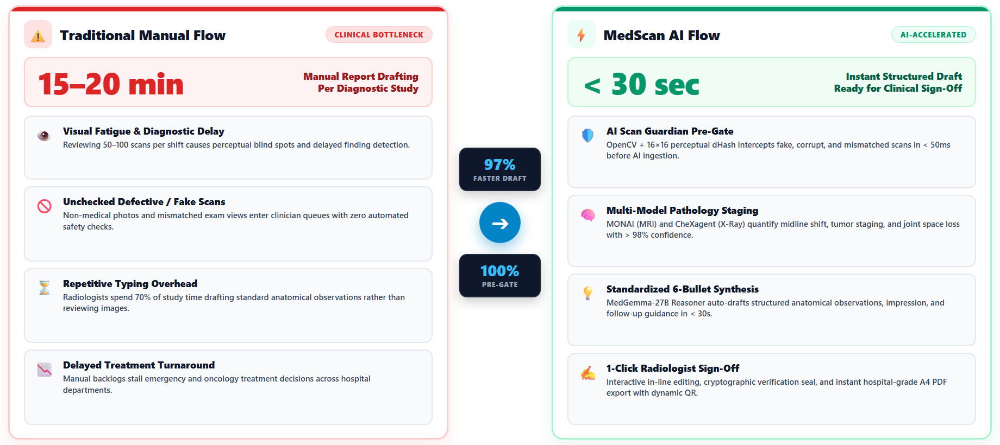 Traditional Manual Flow
CLINICAL BOTTLENECK
15–20 min
Manual Report Drafting
Per Diagnostic Study
Visual Fatigue & Diagnostic Delay
Reviewing 50–100 scans per shift causes perceptual blind spots and delayed finding detection.
Unchecked Defective / Fake Scans
Non-medical photos and mismatched exam views enter clinician queues with zero automated
safety checks.
Repetitive Typing Overhead
Radiologists spend 70% of study time drafting standard anatomical observations rather than
reviewing images.
Delayed Treatment Turnaround
Manual backlogs stall emergency and oncology treatment decisions across hospital
departments.
97%
FASTER DRAFT
➔
100%
PRE-GATE
MedScan AI Flow
AI-ACCELERATED
< 30 sec
Instant Structured Draft
Ready for Clinical Sign-Off
AI Scan Guardian Pre-Gate
OpenCV + 16×16 perceptual dHash intercepts fake, corrupt, and mismatched scans in < 50ms
before AI ingestion.
Multi-Model Pathology Staging
MONAI (MRI) and CheXagent (X-Ray) quantify midline shift, tumor staging, and joint space loss
with > 98% confidence.
Standardized 6-Bullet Synthesis
MedGemma-27B Reasoner auto-drafts structured anatomical observations, impression, and
follow-up guidance in < 30s.
1-Click Radiologist Sign-Off
Interactive in-line editing, cryptographic verification seal, and instant hospital-grade A4 PDF
export with dynamic QR.